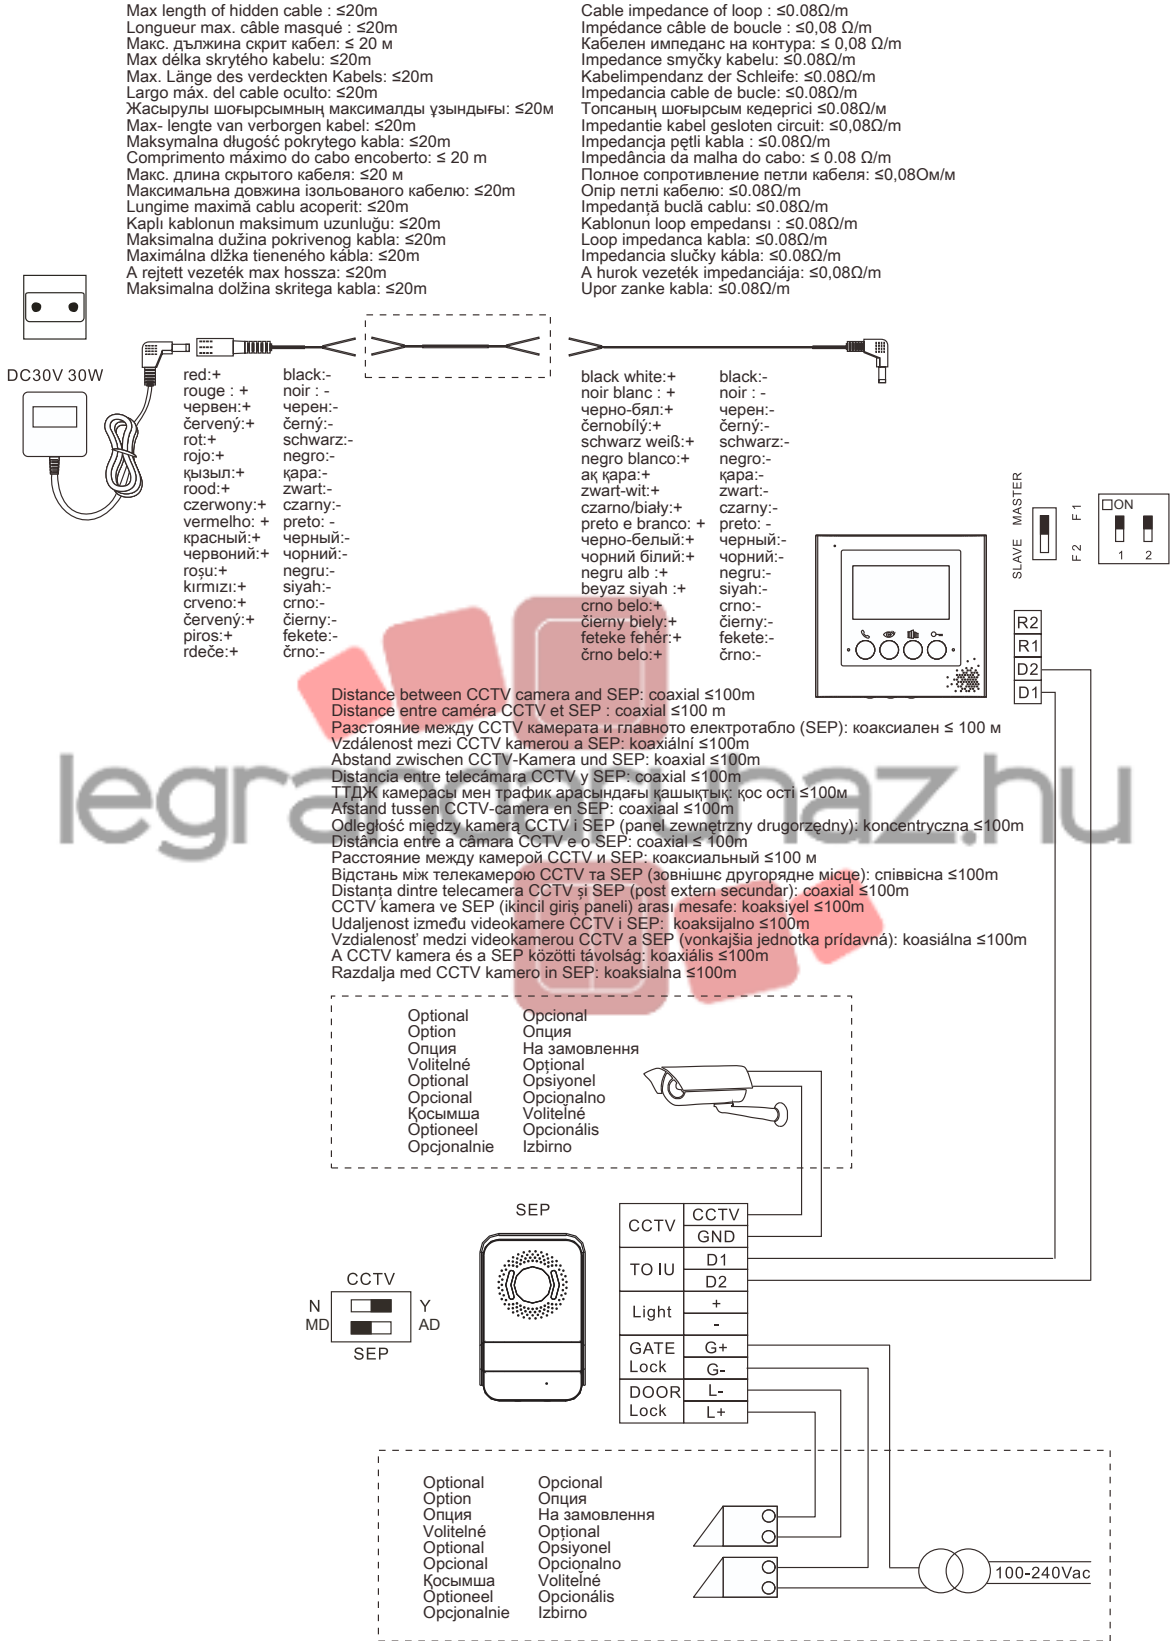 Max length of hidden cable : ≤20m
Longueur max. câble masqué : ≤20m
Макс. дължина скрит кабел: ≤ 20 м
Max délka skrytého kabelu: ≤20m
Max. Länge des verdeckten Kabels: ≤20m
Largo máx. del cable oculto: ≤20m
Жасырулы шоғырсымның максималды ұзындығы: ≤20м
Max- lengte van verborgen kabel: ≤20m
Maksymalna długość pokrytego kabla: ≤20m
Comprimento máximo do cabo encoberto: ≤ 20 m
Макс. длина скрытого кабеля: ≤20 м
Максимальна довжина ізольованого кабелю: ≤20m
Lungime maximă cablu acoperit: ≤20m
Kaplı kablonun maksimum uzunluğu: ≤20m
Maksimalna dužina pokrivenog kabla: ≤20m
Maximálna dlžka tieneného kábla: ≤20m
A rejtett vezeték max hossza: ≤20m
Maksimalna dolžina skritega kabla: ≤20m
Cable impedance of loop : ≤0.08Ω/m
Impédance câble de boucle : ≤0,08 Ω/m
Кабелен импеданс на контура: ≤ 0,08 Ω/m
Impedance smyčky kabelu: ≤0.08Ω/m
Kabelimpendanz der Schleife: ≤0.08Ω/m
Impedancia cable de bucle: ≤0.08Ω/m
Топсаның шоғырсым кедергісі ≤0.08Ω/м
Impedantie kabel gesloten circuit: ≤0,08Ω/m
Impedancja pętli kabla : ≤0.08Ω/m
Impedância da malha do cabo: ≤ 0.08 Ω/m
Полное сопротивление петли кабеля: ≤0,08Ом/м
Опір петлі кабелю: ≤0.08Ω/m
Impedanță buclă cablu: ≤0.08Ω/m
Kablonun loop empedansı : ≤0.08Ω/m
Loop impedanca kabla: ≤0.08Ω/m
Impedancia slučky kábla: ≤0.08Ω/m
A hurok vezeték impedanciája: ≤0,08Ω/m
Upor zanke kabla: ≤0.08Ω/m
DC30V 30W
red:+ black:-
rouge : + noir : -
червен:+ черен:-
červený:+ černý:-
rot:+ schwarz:-
rojo:+ negro:-
қызыл:+ қара:-
rood:+ zwart:-
czerwony:+ czarny:-
vermelho: + preto: -
красный:+ черный:-
червоний:+ чорний:-
roșu:+ negru:-
kırmızı:+ siyah:-
crveno:+ crno:-
červený:+ čierny:-
piros:+ fekete:-
rdeče:+ črno:-
black white:+ black:-
noir blanc : + noir : -
черно-бял:+ черен:-
černobílý:+ černý:-
schwarz weiß:+ schwarz:-
negro blanco:+ negro:-
ақ қара:+ қара:-
zwart-wit:+ zwart:-
czarno/biały:+ czarny:-
preto e branco: + preto: -
черно-белый:+ черный:-
чорний білий:+ чорний:-
negru alb :+ negru:-
beyaz siyah :+ siyah:-
crno belo:+ crno:-
čierny biely:+ čierny:-
feteke fehér:+ fekete:-
črno belo:+ črno:-
SLAVE MASTER
F 2 F 1
ON
1 2
R2
R1
D2
D1
Distance between CCTV camera and SEP: coaxial ≤100m
Distance entre caméra CCTV et SEP : coaxial ≤100 m
Разстояние между CCTV камерата и главното електротабло (SEP): коаксиален ≤ 100 м
Vzdálenost mezi CCTV kamerou a SEP: koaxiální ≤100m
Abstand zwischen CCTV-Kamera und SEP: koaxial ≤100m
Distancia entre telecámara CCTV y SEP: coaxial ≤100m
ТТДЖ камерасы мен трафик арасындағы қашықтық: қос ості ≤100м
Afstand tussen CCTV-camera en SEP: coaxiaal ≤100m
Odległość między kamerą CCTV i SEP (panel zewnętrzny drugorzędny): koncentryczna ≤100m
Distância entre a câmara CCTV e o SEP: coaxial ≤ 100m
Расстояние между камерой CCTV и SEP: коаксиальный ≤100 м
Відстань між телекамерою CCTV та SEP (зовнішнє другорядне місце): співвісна ≤100m
Distanța dintre telecamera CCTV și SEP (post extern secundar): coaxial ≤100m
CCTV kamera ve SEP (ikincil giriş paneli) arası mesafe: koaksiyel ≤100m
Udaljenost između videokamere CCTV i SEP: koaksijalno ≤100m
Vzdialenosť medzi videokamerou CCTV a SEP (vonkajšia jednotka prídavná): koasiálna ≤100m
A CCTV kamera és a SEP közötti távolság: koaxiális ≤100m
Razdalja med CCTV kamero in SEP: koaksialna ≤100m
legrandaruhaz.hu
Optional Opcional
Option Опция
Опция На замовлення
Volitelné Opțional
Optional Opsiyonel
Opcional Opcionalno
Қосымша Voliteľné
Optioneel Opcionális
Opcjonalnie Izbirno
SEP
CCTV
N Y
MD AD
SEP
CCTV CCTV
GND
TO IU D1
D2
Light +
-
GATE Lock G+
G-
DOOR Lock L-
L+
Optional Opcional
Option Опция
Опция На замовлення
Volitelné Opțional
Optional Opsiyonel
Opcional Opcionalno
Қосымша Voliteľné
Optioneel Opcionális
Opcjonalnie Izbirno
100-240Vac